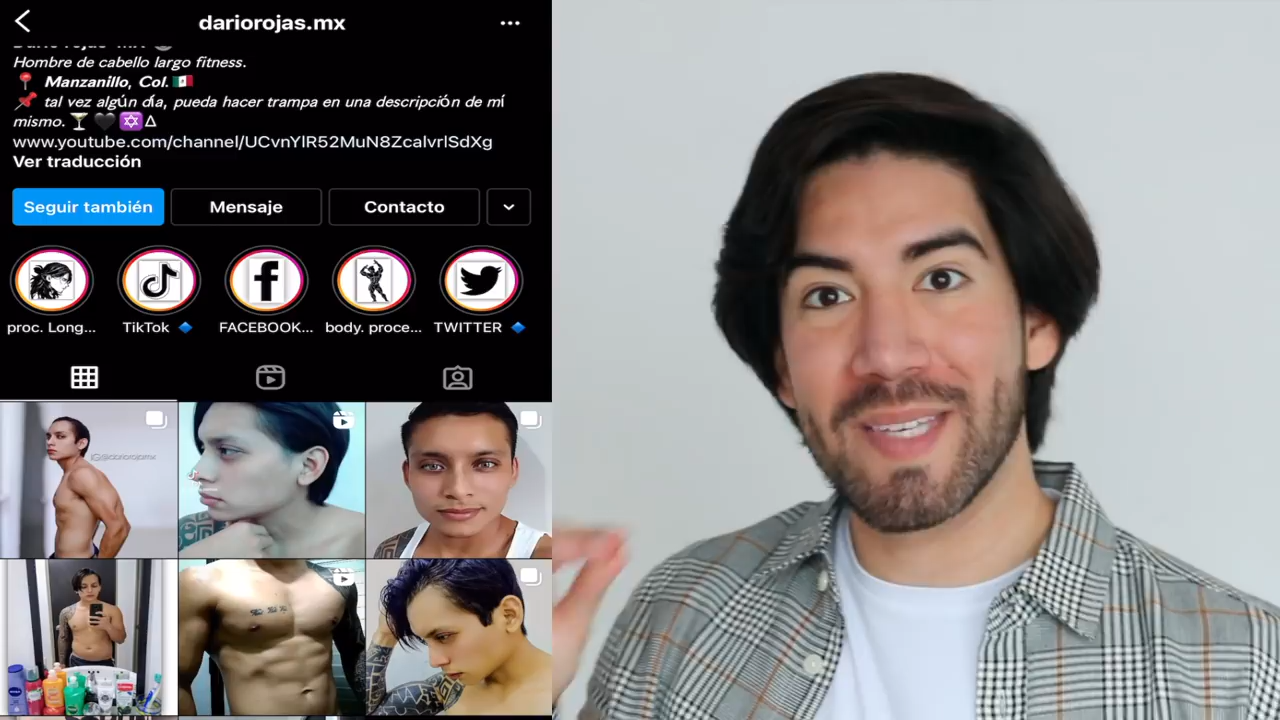 dariorojas.mx
Hombre de cabello largo fitness.
📍 Manzanillo, Col.🇲🇽
📌 tal vez algún día, pueda hacer trampa en una descripción de mí
mismo.🍸🖤🔯∆
www.youtube.com/channel/UCvnYlR52MuN8ZcalvrlSdXg
Ver traducción
Seguir también
Mensaje
Contacto
proc. Long...
TikTok 🔹
FACEBOOK...
body. proce...
TWITTER 🔹
IG@dariorojasmx